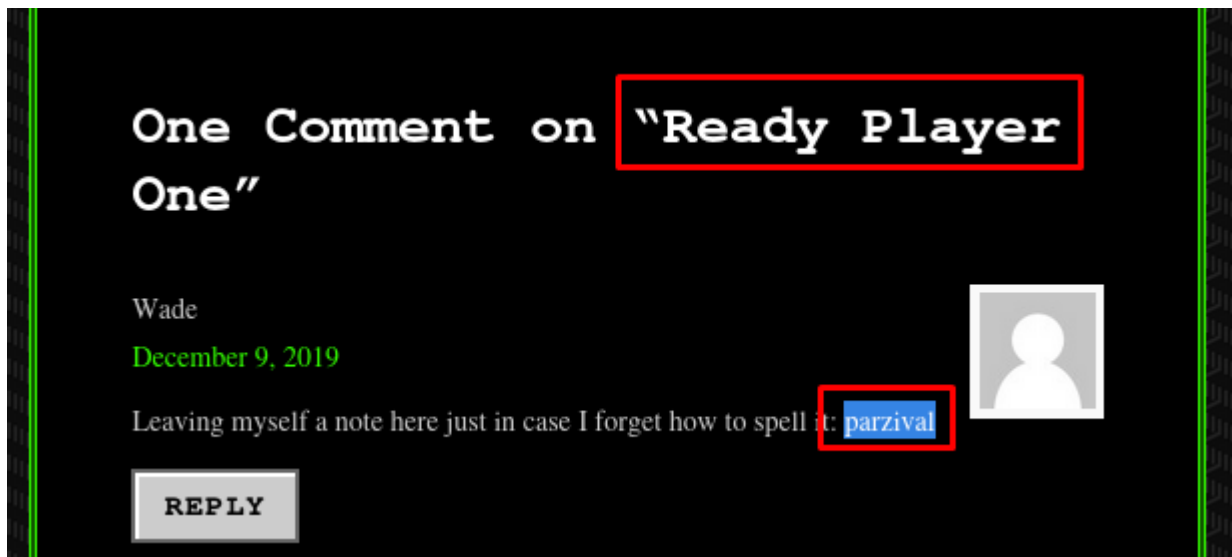 One Comment on “Ready Player
One”
Wade
December 9, 2019
Leaving myself a note here just in case I forget how to spell it: parzival
REPLY